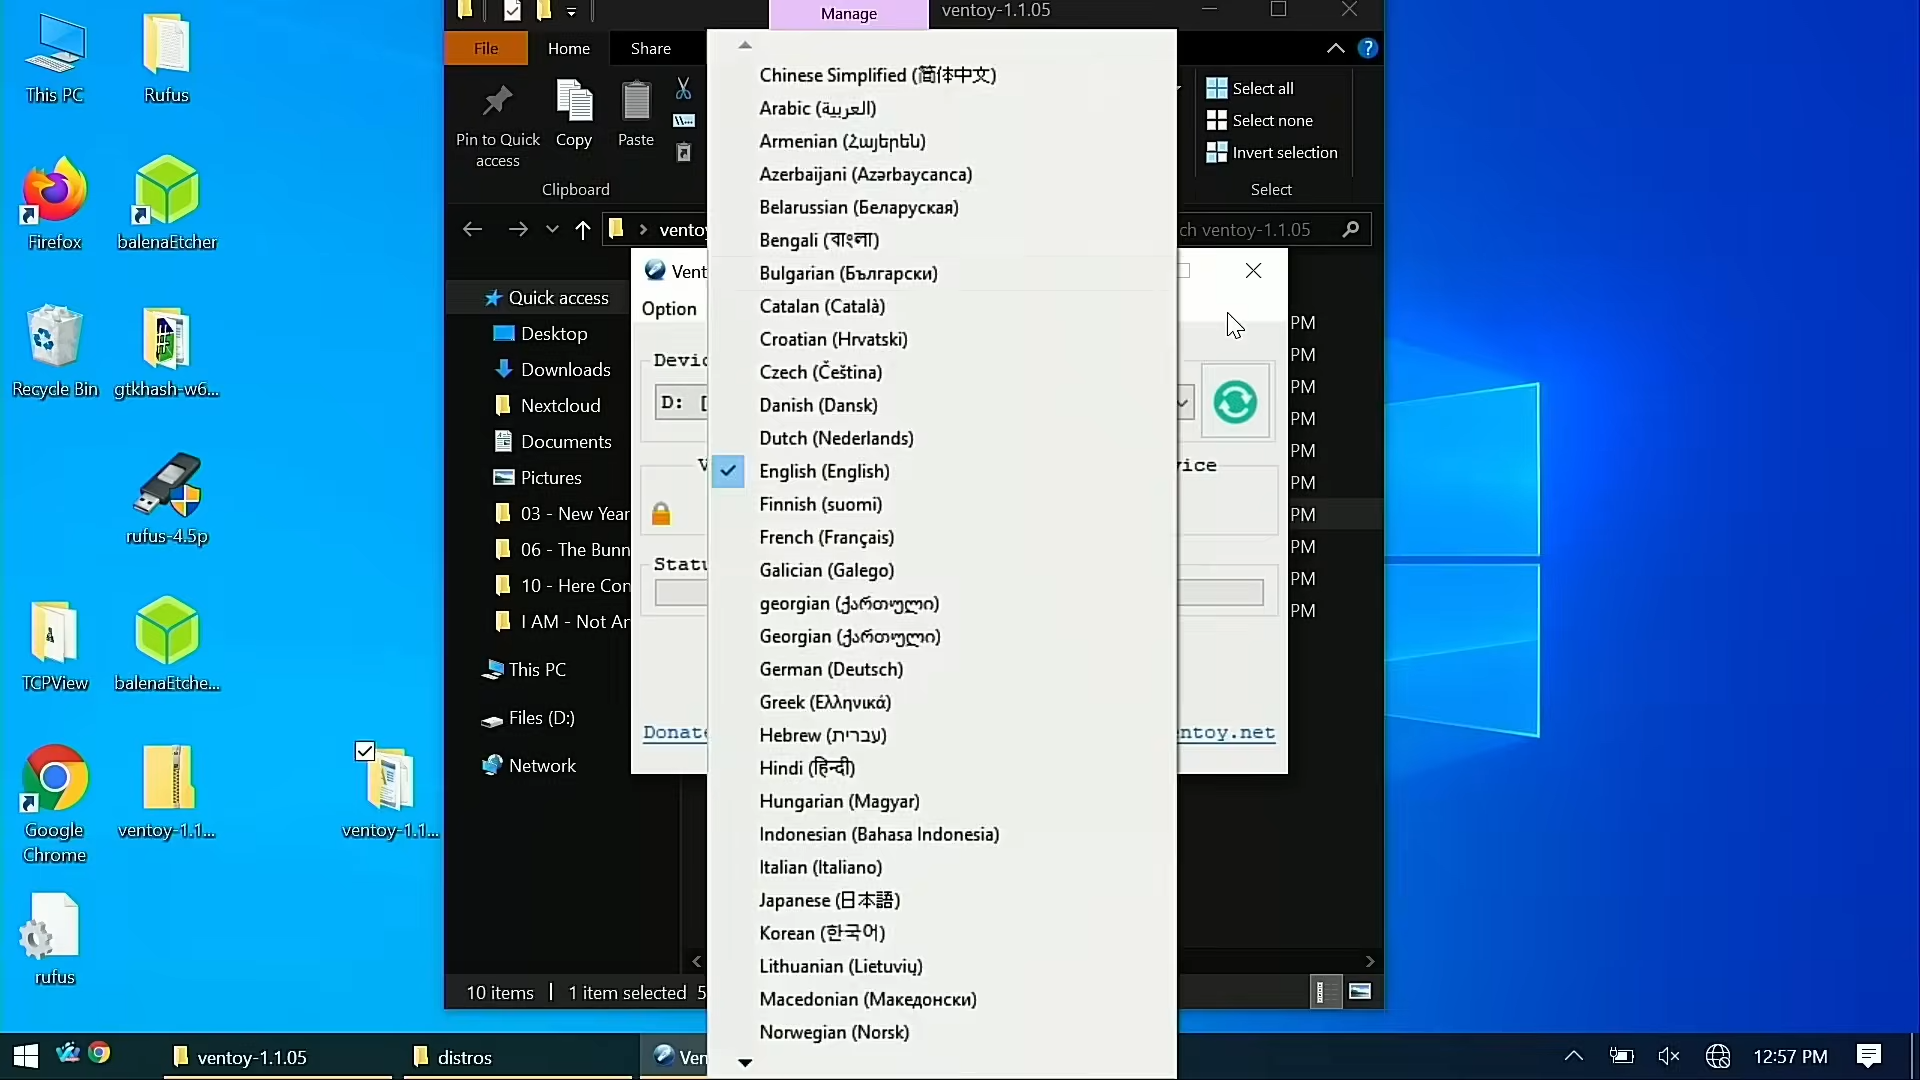 This PC
Rufus
Firefox
balenaEtcher
Recycle Bin
gtkhash-w6...
rufus-4.5p
TCPView
balenaEtche...
Google Chrome
ventoy-1.1...
ventoy-1.1...
rufus
Manage
ventoy-1.1.05
File
Home
Share
Pin to Quick access
Copy
Paste
Clipboard
Select all
Select none
Invert selection
Select
ch ventoy-1.1.05
Quick access
Desktop
Downloads
Nextcloud
Documents
Pictures
03 - New Year
06 - The Bunn
10 - Here Con
I AM - Not An
This PC
Files (D:)
Network
10 items
1 item selected 5
Vent
Option
D: [
Donate
ntoy.net
PM
PM
PM
PM
PM
PM
PM
PM
PM
PM
Chinese Simplified (简体中文)
Arabic (العربية)
Armenian (Հայերեն)
Azerbaijani (Azərbaycanca)
Belarussian (Беларуская)
Bengali (বাংলা)
Bulgarian (Български)
Catalan (Català)
Croatian (Hrvatski)
Czech (Čeština)
Danish (Dansk)
Dutch (Nederlands)
English (English)
Finnish (suomi)
French (Français)
Galician (Galego)
georgian (ქართული)
Georgian (ქართული)
German (Deutsch)
Greek (Ελληνικά)
Hebrew (עברית)
Hindi (हिन्दी)
Hungarian (Magyar)
Indonesian (Bahasa Indonesia)
Italian (Italiano)
Japanese (日本語)
Korean (한국어)
Lithuanian (Lietuvių)
Macedonian (Македонски)
Norwegian (Norsk)
ventoy-1.1.05
distros
Ven
12:57 PM